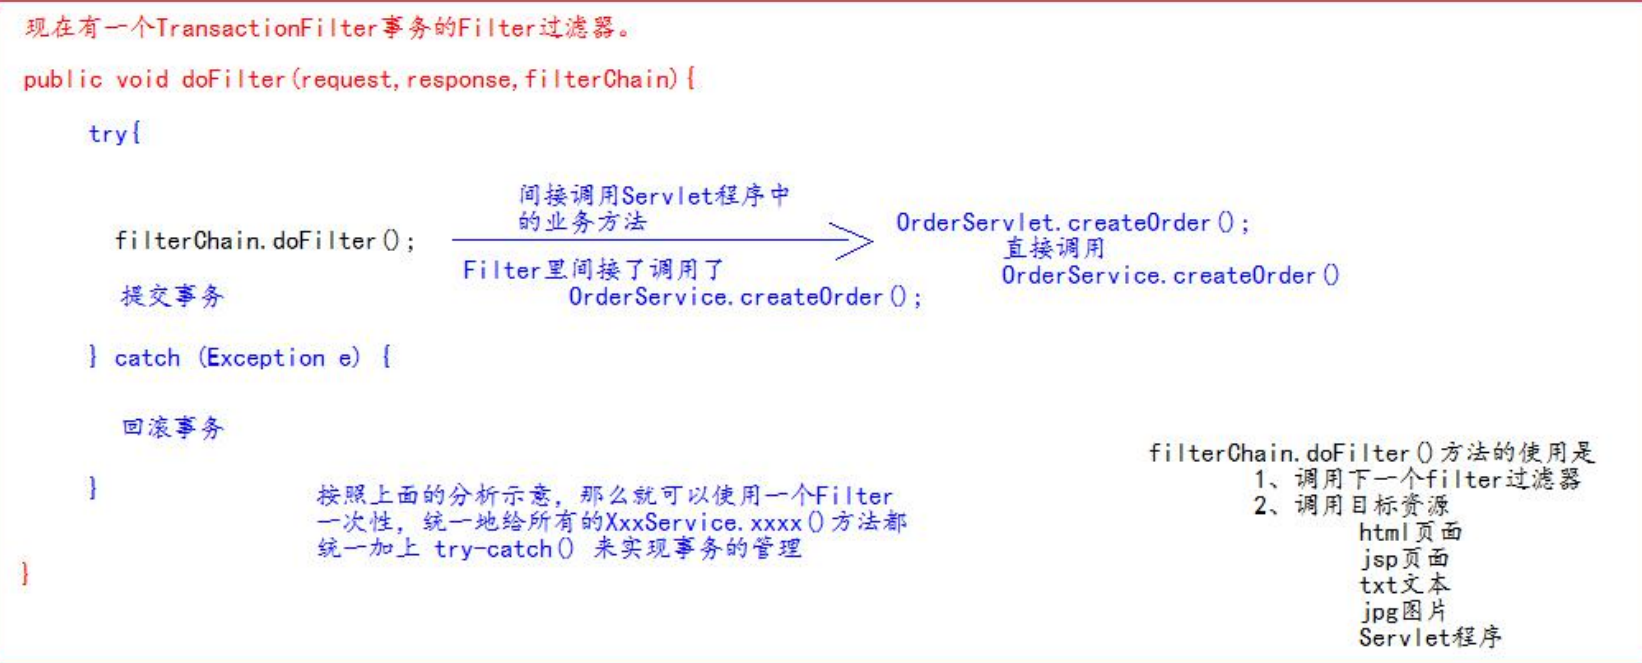 现在有一个TransactionFilter事务的Filter过滤器。
public void doFilter(request,response,filterChain){
try{
间接调用Servlet程序中
的业务方法
filterChain.doFilter();
Filter里间接了调用了
OrderService.createOrder();
OrderServlet.createOrder();
直接调用
OrderService.createOrder()
提交事务
} catch (Exception e) {
回滚事务
}
按照上面的分析示意，那么就可以使用一个Filter
一次性，统一地给所有的XxxService.xxxx()方法都
统一加上 try-catch() 来实现事务的管理
}
filterChain.doFilter()方法的使用是
1、调用下一个filter过滤器
2、调用目标资源
html页面
jsp页面
txt文本
jpg图片
Servlet程序